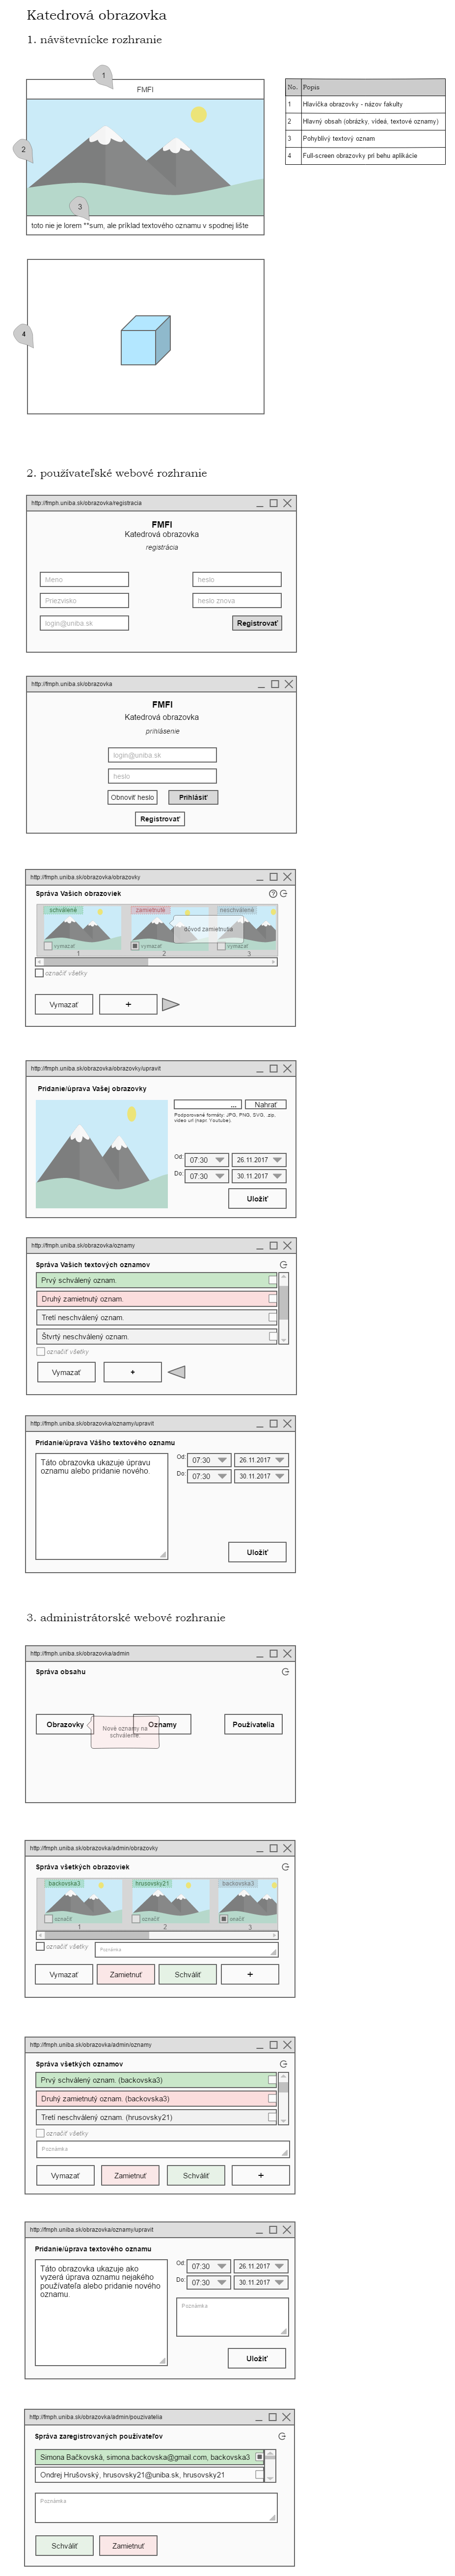 Katedrová obrazovka
1. návštevnícke rozhranie
1
FMFI
2
3
toto nie je lorem **sum, ale príklad textového oznamu v spodnej lište
No. Popis
1 Hlavička obrazovky - názov fakulty
2 Hlavný obsah (obrázky, videá, textové oznamy)
3 Pohyblivý textový oznam
4 Full-screen obrazovky pri behu aplikácie
4
2. používateľské webové rozhranie
http://fmph.uniba.sk/obrazovka/registracia
FMFI
Katedrová obrazovka
registrácia
Meno
heslo
Priezvisko
heslo znova
login@uniba.sk
Registrovať
http://fmph.uniba.sk/obrazovka
FMFI
Katedrová obrazovka
prihlásenie
login@uniba.sk
heslo
Obnoviť heslo
Prihlásiť
Registrovať
http://fmph.uniba.sk/obrazovka/obrazovky
Správa Vašich obrazoviek
schválené
zamietnuté
neschválené
dôvod zamietnutia
vymazať
vymazať
vymazať
1
2
3
označiť všetky
Vymazať
+
http://fmph.uniba.sk/obrazovka/obrazovky/upravit
Pridanie/úprava Vašej obrazovky
...
Nahrať
Podporované formáty: JPG, PNG, SVG, .zip,
video url (napr. Youtube).
Od: 07:30 26.11.2017
Do: 07:30 30.11.2017
Uložiť
http://fmph.uniba.sk/obrazovka/oznamy
Správa Vašich textových oznamov
Prvý schválený oznam.
Druhý zamietnutý oznam.
Tretí neschválený oznam.
Štvrtý neschválený oznam.
označiť všetky
Vymazať
+
http://fmph.uniba.sk/obrazovka/oznamy/upravit
Pridanie/úprava Vášho textového oznamu
Táto obrazovka ukazuje úpravu
oznamu alebo pridanie nového.
Od: 07:30 26.11.2017
Do: 07:30 30.11.2017
Uložiť
3. administrátorské webové rozhranie
http://fmph.uniba.sk/obrazovka/admin
Správa obsahu
Obrazovky
Oznamy
Používatelia
Nové oznamy na
schválenie.
http://fmph.uniba.sk/obrazovka/admin/obrazovky
Správa všetkých obrazoviek
backovska3
hrusovsky21
backovska3
označiť
označiť
označiť
1
2
3
označiť všetky
Poznámka
Vymazať
Zamietnuť
Schváliť
+
http://fmph.uniba.sk/obrazovka/admin/oznamy
Správa všetkých oznamov
Prvý schválený oznam. (backovska3)
Druhý zamietnutý oznam. (backovska3)
Tretí neschválený oznam. (hrusovsky21)
označiť všetky
Poznámka
Vymazať
Zamietnuť
Schváliť
+
http://fmph.uniba.sk/obrazovka/oznamy/upravit
Pridanie/úprava textového oznamu
Táto obrazovka ukazuje ako
vyzerá úprava oznamu nejakého
používateľa alebo pridanie nového
oznamu.
Od: 07:30 26.11.2017
Do: 07:30 30.11.2017
Poznámka
Uložiť
http://fmph.uniba.sk/obrazovka/admin/pouzivatelia
Správa zaregistrovaných používateľov
Simona Bačkovská, simona.backovska@gmail.com, backovska3
Ondrej Hrušovský, hrusovsky21@uniba.sk, hrusovsky21
Poznámka
Schváliť
Zamietnuť